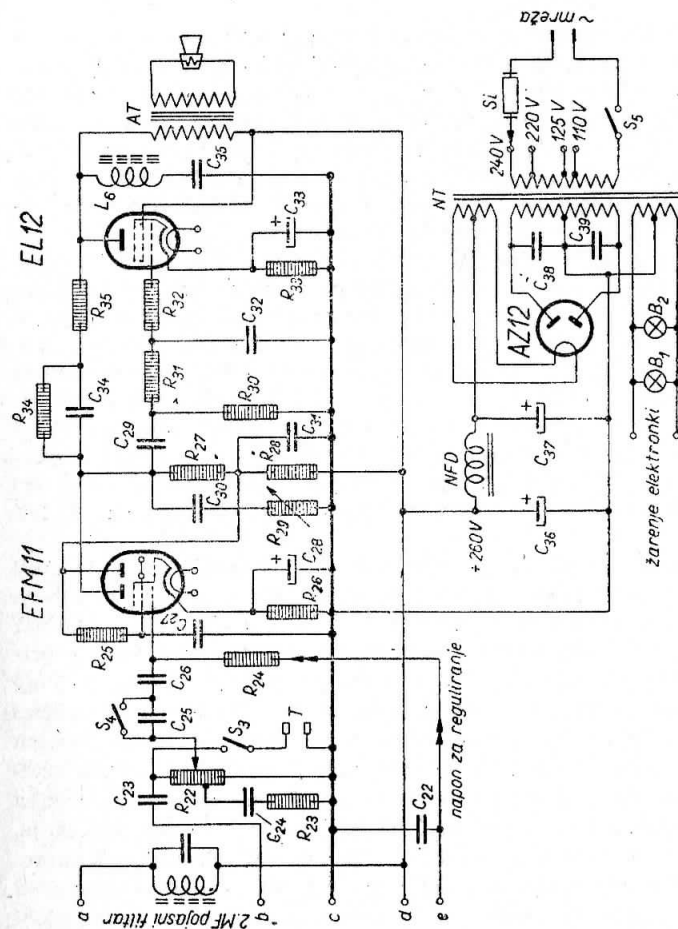 EFM11
EL12
AT
R34
C34
R35
L6
C35
R25
C27
S4
C25
C26
R24
C23
R22
C24
R23
S3
T
C30
R27
R28
R29
C29
R31
R32
R30
C31
C32
R33
C33
R26
C28
a
2.MF pojasni filtar
b
c
d
e
C22
napon za reguliranje
NFD
+260V
C36
C37
+
+
+
+
AZ12
C38
C39
NT
240V
220 V
125 V
110 V
Si
S5
~ mreža
B1
B2
žarenje elektronki